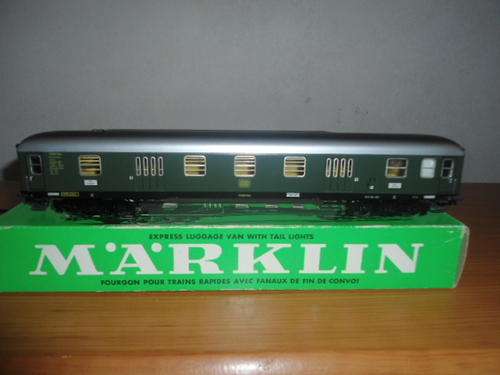 EXPRESS LUGGAGE VAN WITH TAIL LIGHTS
MÄRKLIN
FOURGON POUR TRAINS RAPIDES AVEC FANAUX DE FIN DE CONVOI